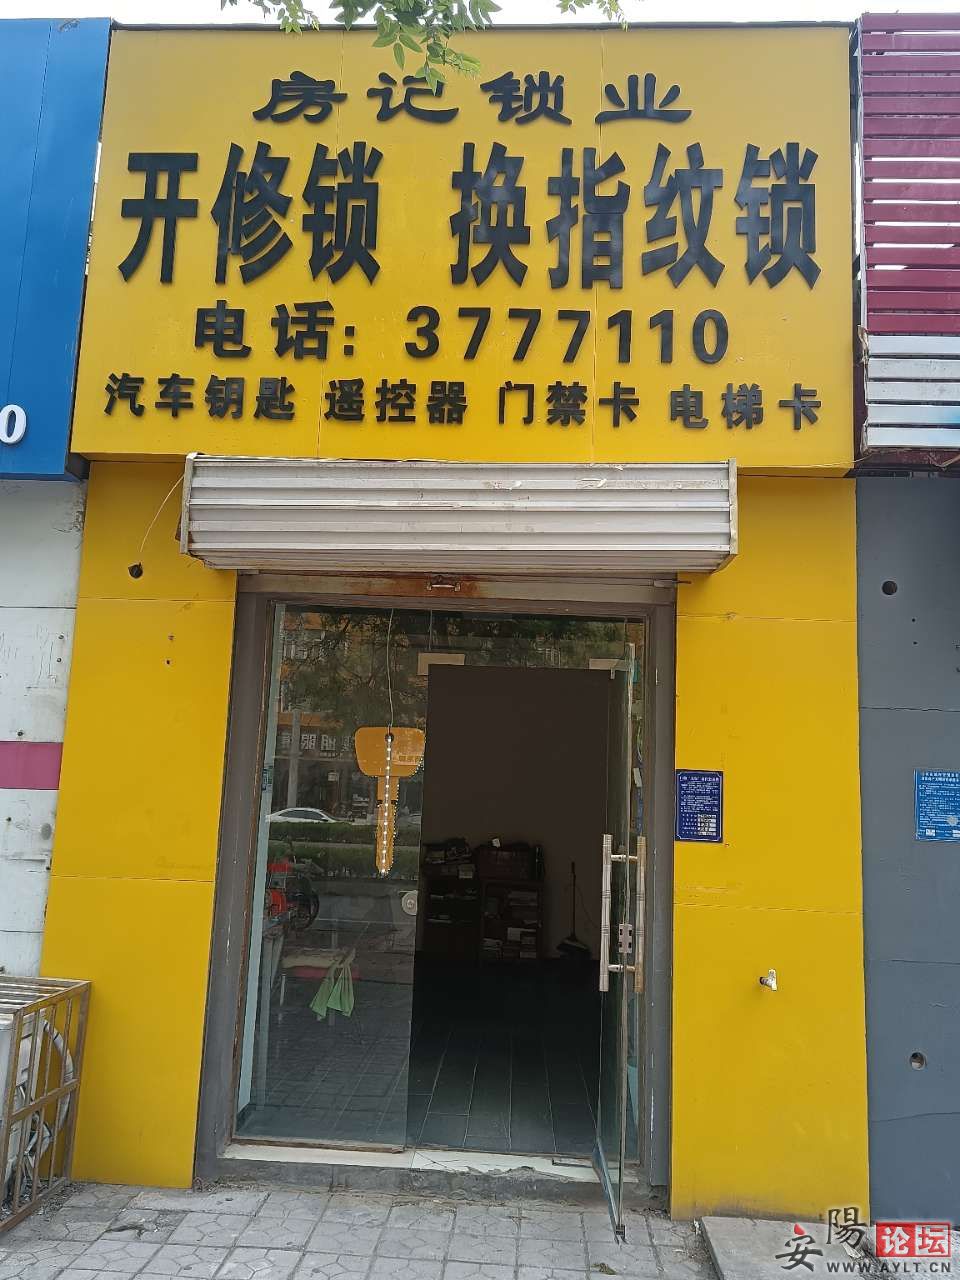 房记锁业
开修锁 换指纹锁
电话: 3777110
汽车钥匙 遥控器 门禁卡 电梯卡
0
安陽论坛
WWW.AYLT.CN